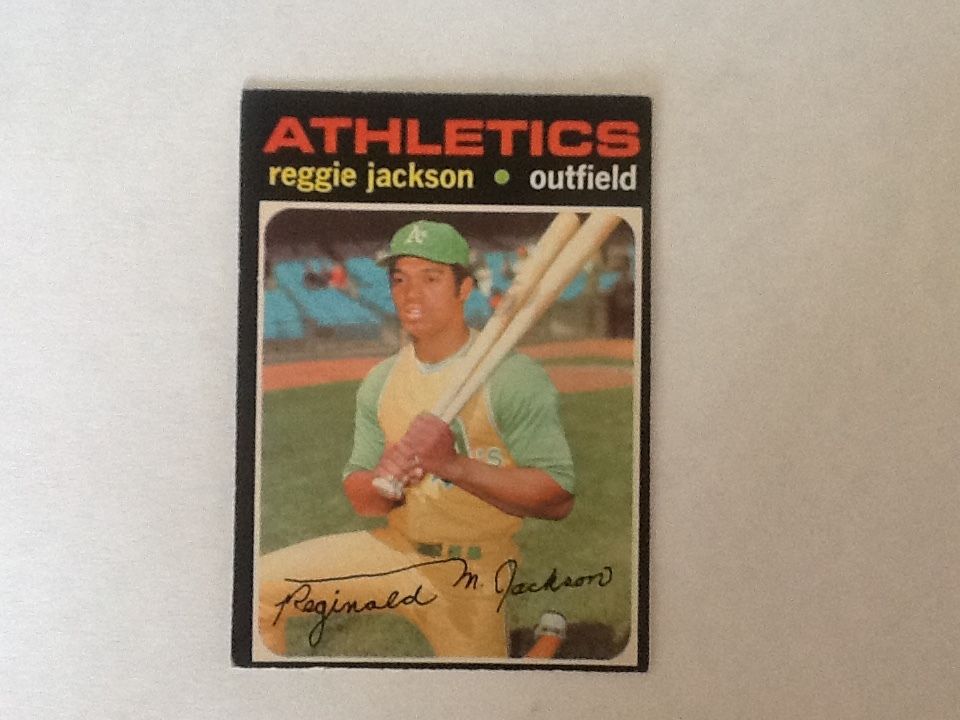 ATHLETICS
reggie jackson • outfield
A's
Reginald M. Jackson